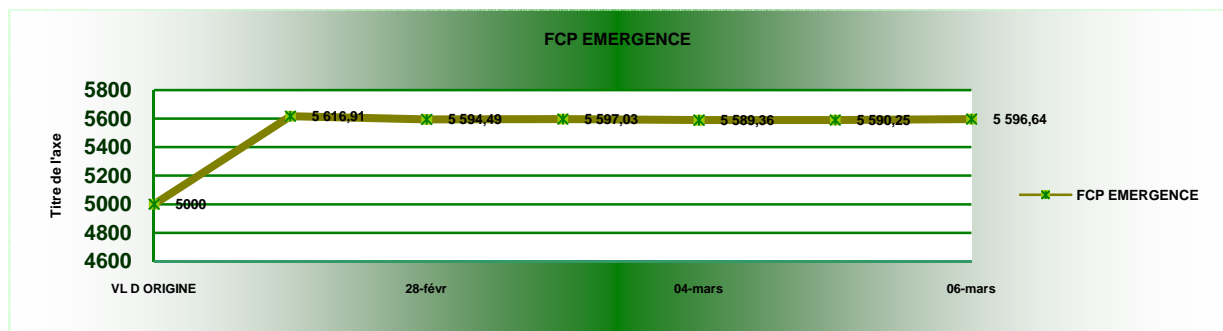 FCP EMERGENCE
5800
5600
5400
5200
5000
4800
4600
Titre de l'axe
5000
5 616,91
5 594,49
5 597,03
5 589,36
5 590,25
5 596,64
FCP EMERGENCE
VL D ORIGINE
28-févr
04-mars
06-mars